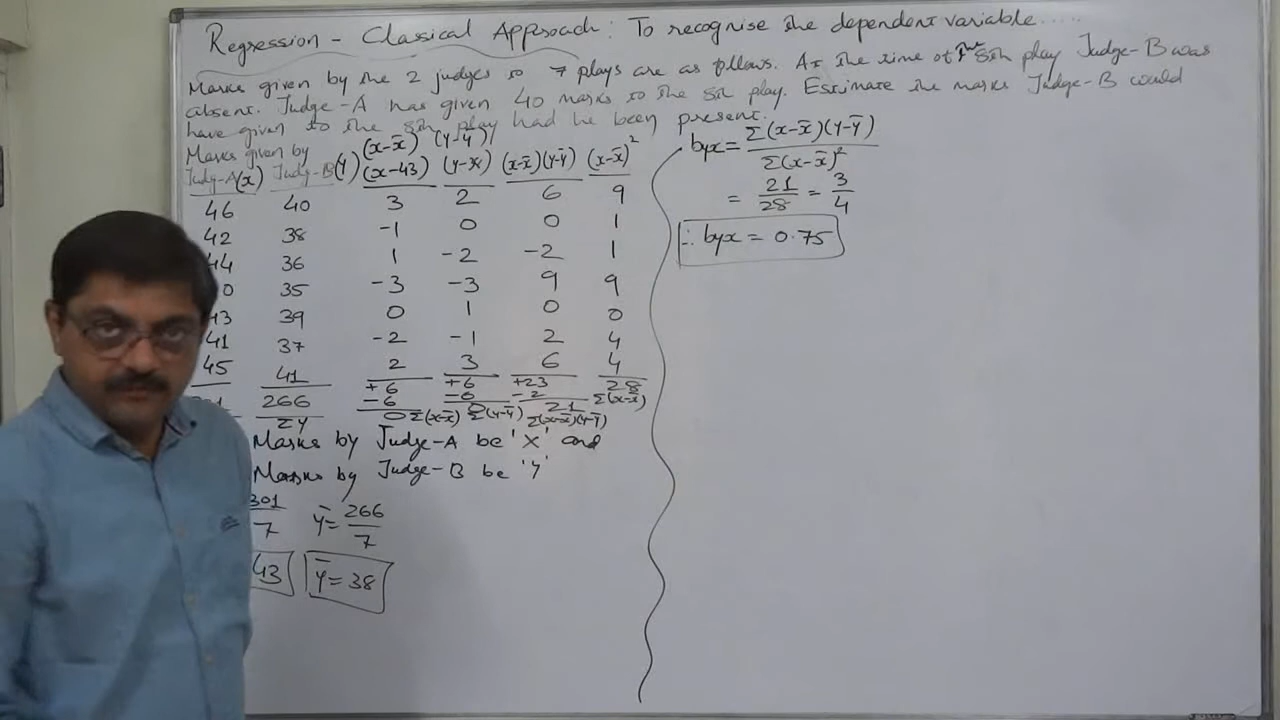 Regression - Classical Approach : To recognise the dependent variable.....
Marks given by the 2 judges to 7 plays are as follows. At the time of the 8th play Judge-B was
absent. Judge-A has given 40 marks to the 8th play. Estimate the marks Judge-B would
have given to the 8th play had he been present.
Marks given by (x-x̄) (y-ȳ)
Judg-A(x) Judge-B(y) (x-43) (y-38) (x-x̄)(y-ȳ) (x-x̄)²
46 40 3 2 6 9
42 38 -1 0 0 1
44 36 1 -2 -2 1
0 35 -3 -3 9 9
43 39 0 1 0 0
41 37 -2 -1 2 4
45 41 2 3 6 4
+6 +6 +23 28
266 -6 -6 -2 Σ(x-x̄)
Σy 0 Σ(x-x̄) 0 Σ(y-ȳ) 21
Σ(x-x̄)(y-ȳ)
Marks by Judge-A be 'X' and
Marks by Judge-B be 'y'
301/7 ȳ = 266/7
43 ȳ = 38
byx = Σ(x-x̄)(y-ȳ) / Σ(x-x̄)²
= 21/28 = 3/4
∴ byx = 0.75